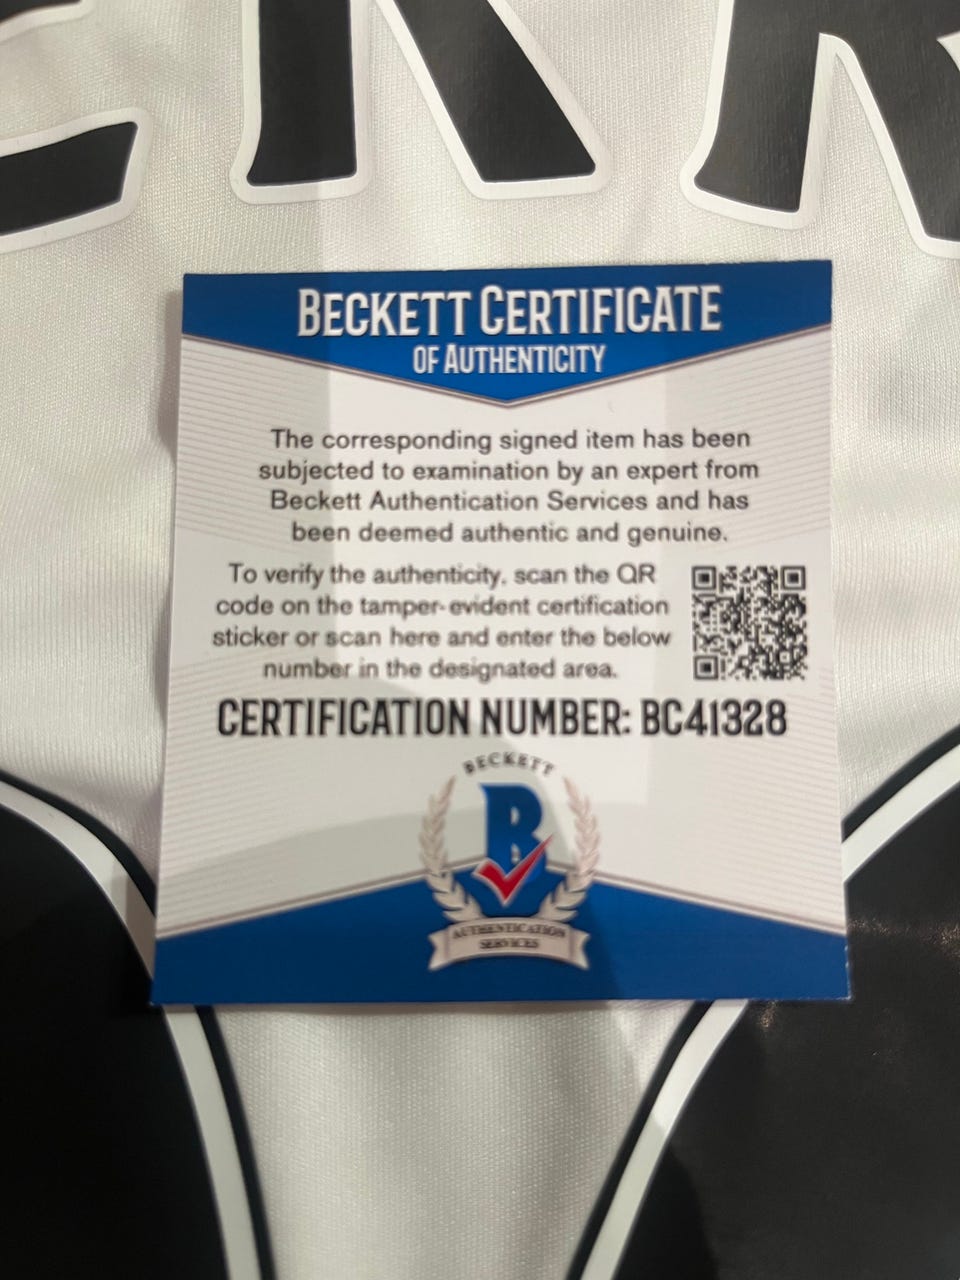 ERR
BECKETT CERTIFICATE
OF AUTHENTICITY
The corresponding signed item has been
subjected to examination by an expert from
Beckett Authentication Services and has
been deemed authentic and genuine.
To verify the authenticity, scan the QR
code on the tamper-evident certification
sticker or scan here and enter the below
number in the designated area.
CERTIFICATION NUMBER: BC41328
BECKETT
B
AUTHENTICATION
SERVICES